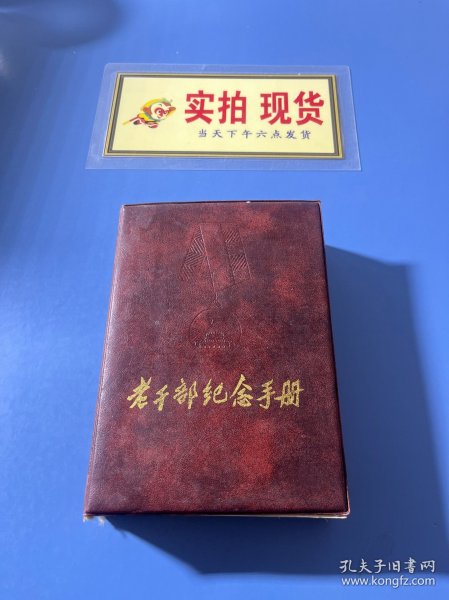 实拍 现货
当天下午六点发货
老干部纪念手册
孔夫子旧书网
www.kongfz.com